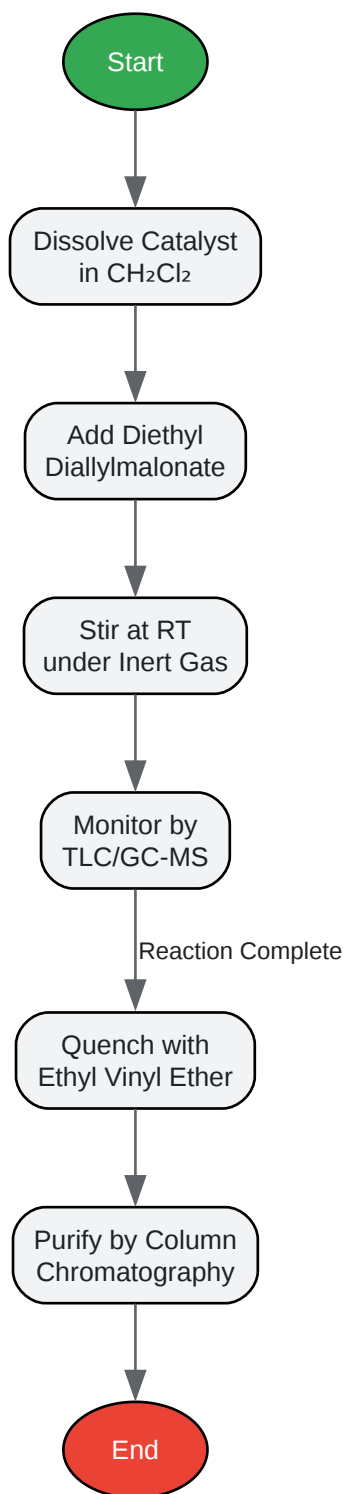 Start
Dissolve Catalyst
in CH₂Cl₂
Add Diethyl
Diallylmalonate
Stir at RT
under Inert Gas
Monitor by
TLC/GC-MS
Reaction Complete
Quench with
Ethyl Vinyl Ether
Purify by Column
Chromatography
End